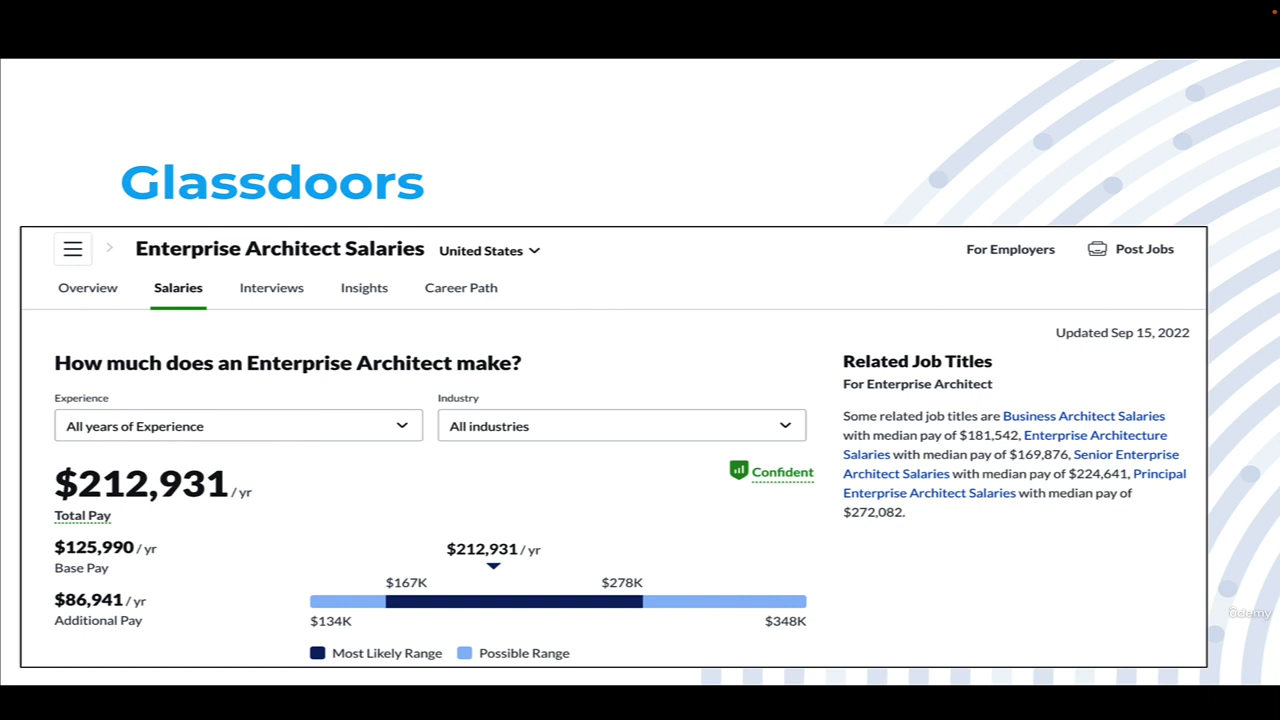 Glassdoors
Enterprise Architect Salaries United States
For Employers Post Jobs
Overview Salaries Interviews Insights Career Path
Updated Sep 15, 2022
How much does an Enterprise Architect make?
Experience
All years of Experience
Industry
All industries
$212,931 / yr
Total Pay
Confident
$125,990 / yr
Base Pay
$86,941 / yr
Additional Pay
$212,931 / yr
$167K $278K
$134K $348K
Most Likely Range Possible Range
Related Job Titles
For Enterprise Architect
Some related job titles are Business Architect Salaries
with median pay of $181,542, Enterprise Architecture
Salaries with median pay of $169,876, Senior Enterprise
Architect Salaries with median pay of $224,641, Principal
Enterprise Architect Salaries with median pay of
$272,082.
ûdemy